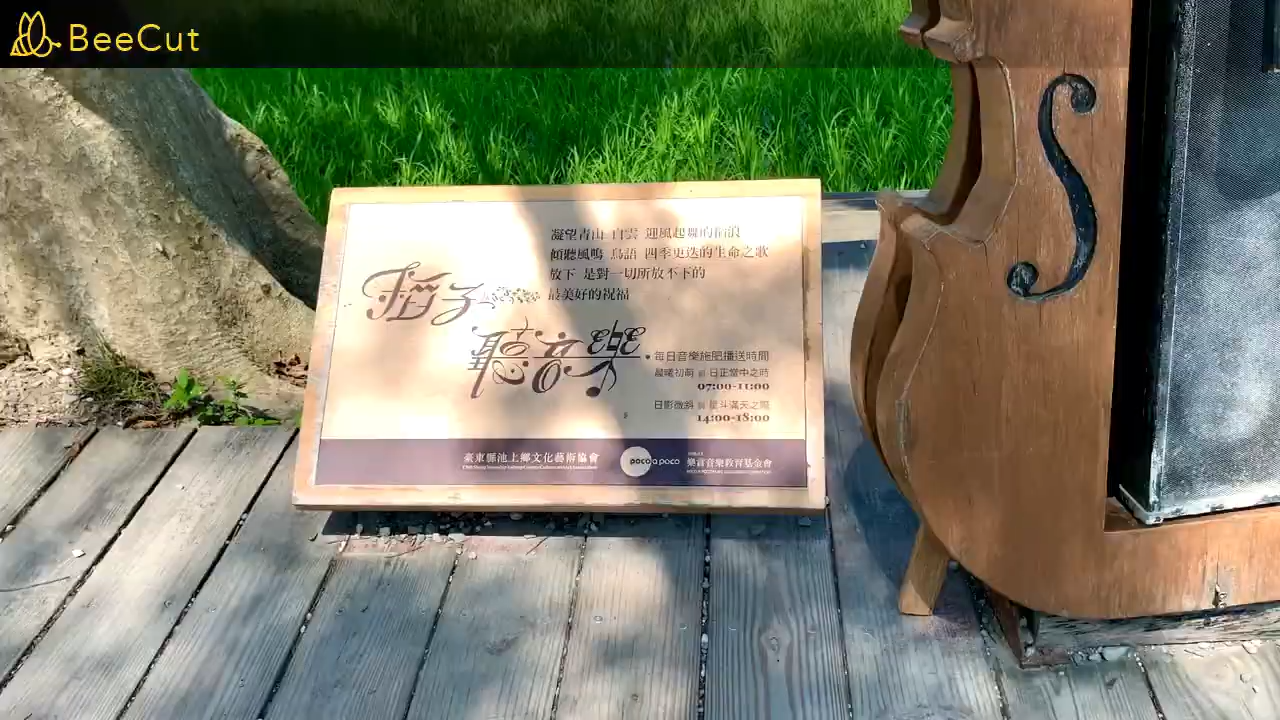 BeeCut
凝望青山 白雲 迎風起舞的稻浪
傾聽風鳴 鳥語 四季更迭的生命之歌
放下 是對一切所放不下的
最美好的祝福
稻子
聽音樂
每日音樂施肥播送時間
晨曦初萌 到 日正當中之時
07:00-11:00
日影微斜 到 星斗滿天之際
14:00-18:00
臺東縣池上鄉文化藝術協會
poco a poco
樂賞音樂教育基金會